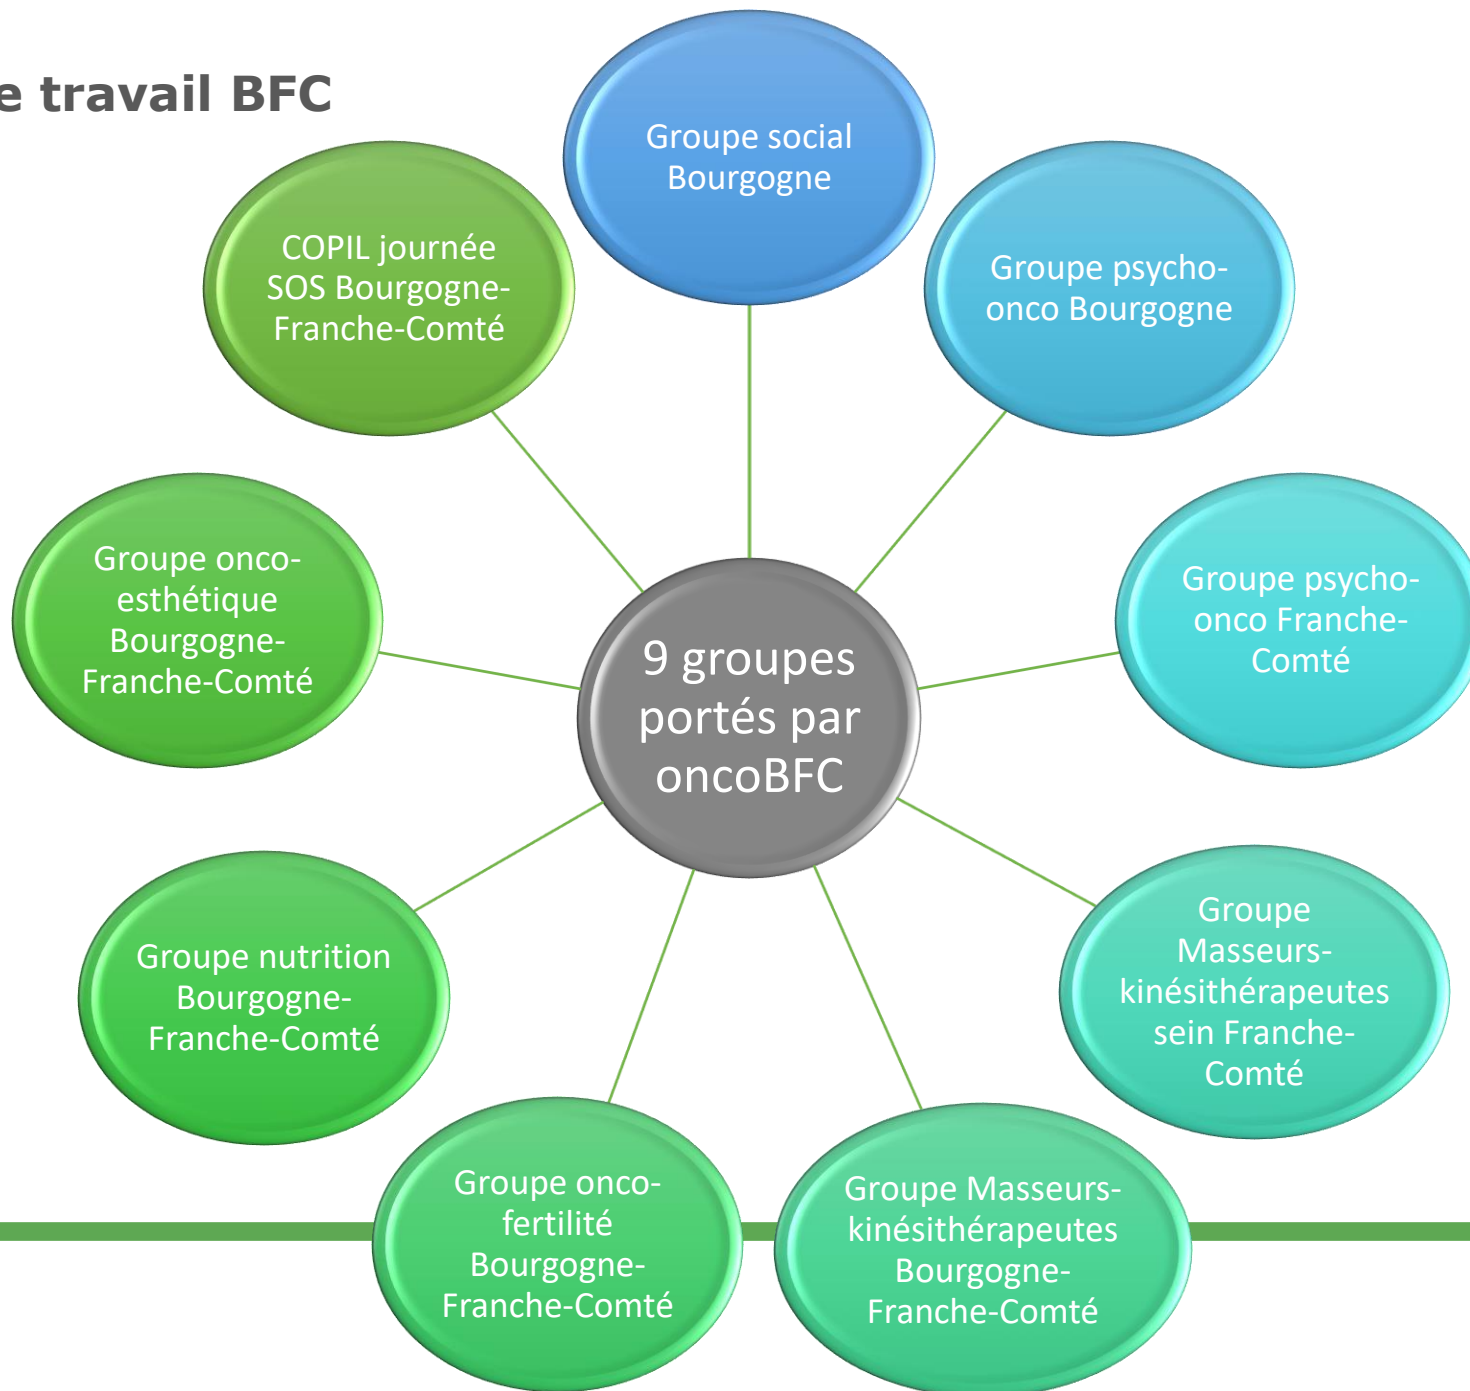 e travail BFC
Groupe social
Bourgogne
Groupe psycho-
onco Bourgogne
Groupe psycho-
onco Franche-
Comté
Groupe
Masseurs-
kinésithérapeutes
sein Franche-
Comté
Groupe Masseurs-
kinésithérapeutes
Bourgogne-
Franche-Comté
Groupe onco-
fertilité
Bourgogne-
Franche-Comté
Groupe nutrition
Bourgogne-
Franche-Comté
Groupe onco-
esthétique
Bourgogne-
Franche-Comté
COPIL journée
SOS Bourgogne-
Franche-Comté
9 groupes
portés par
oncoBFC